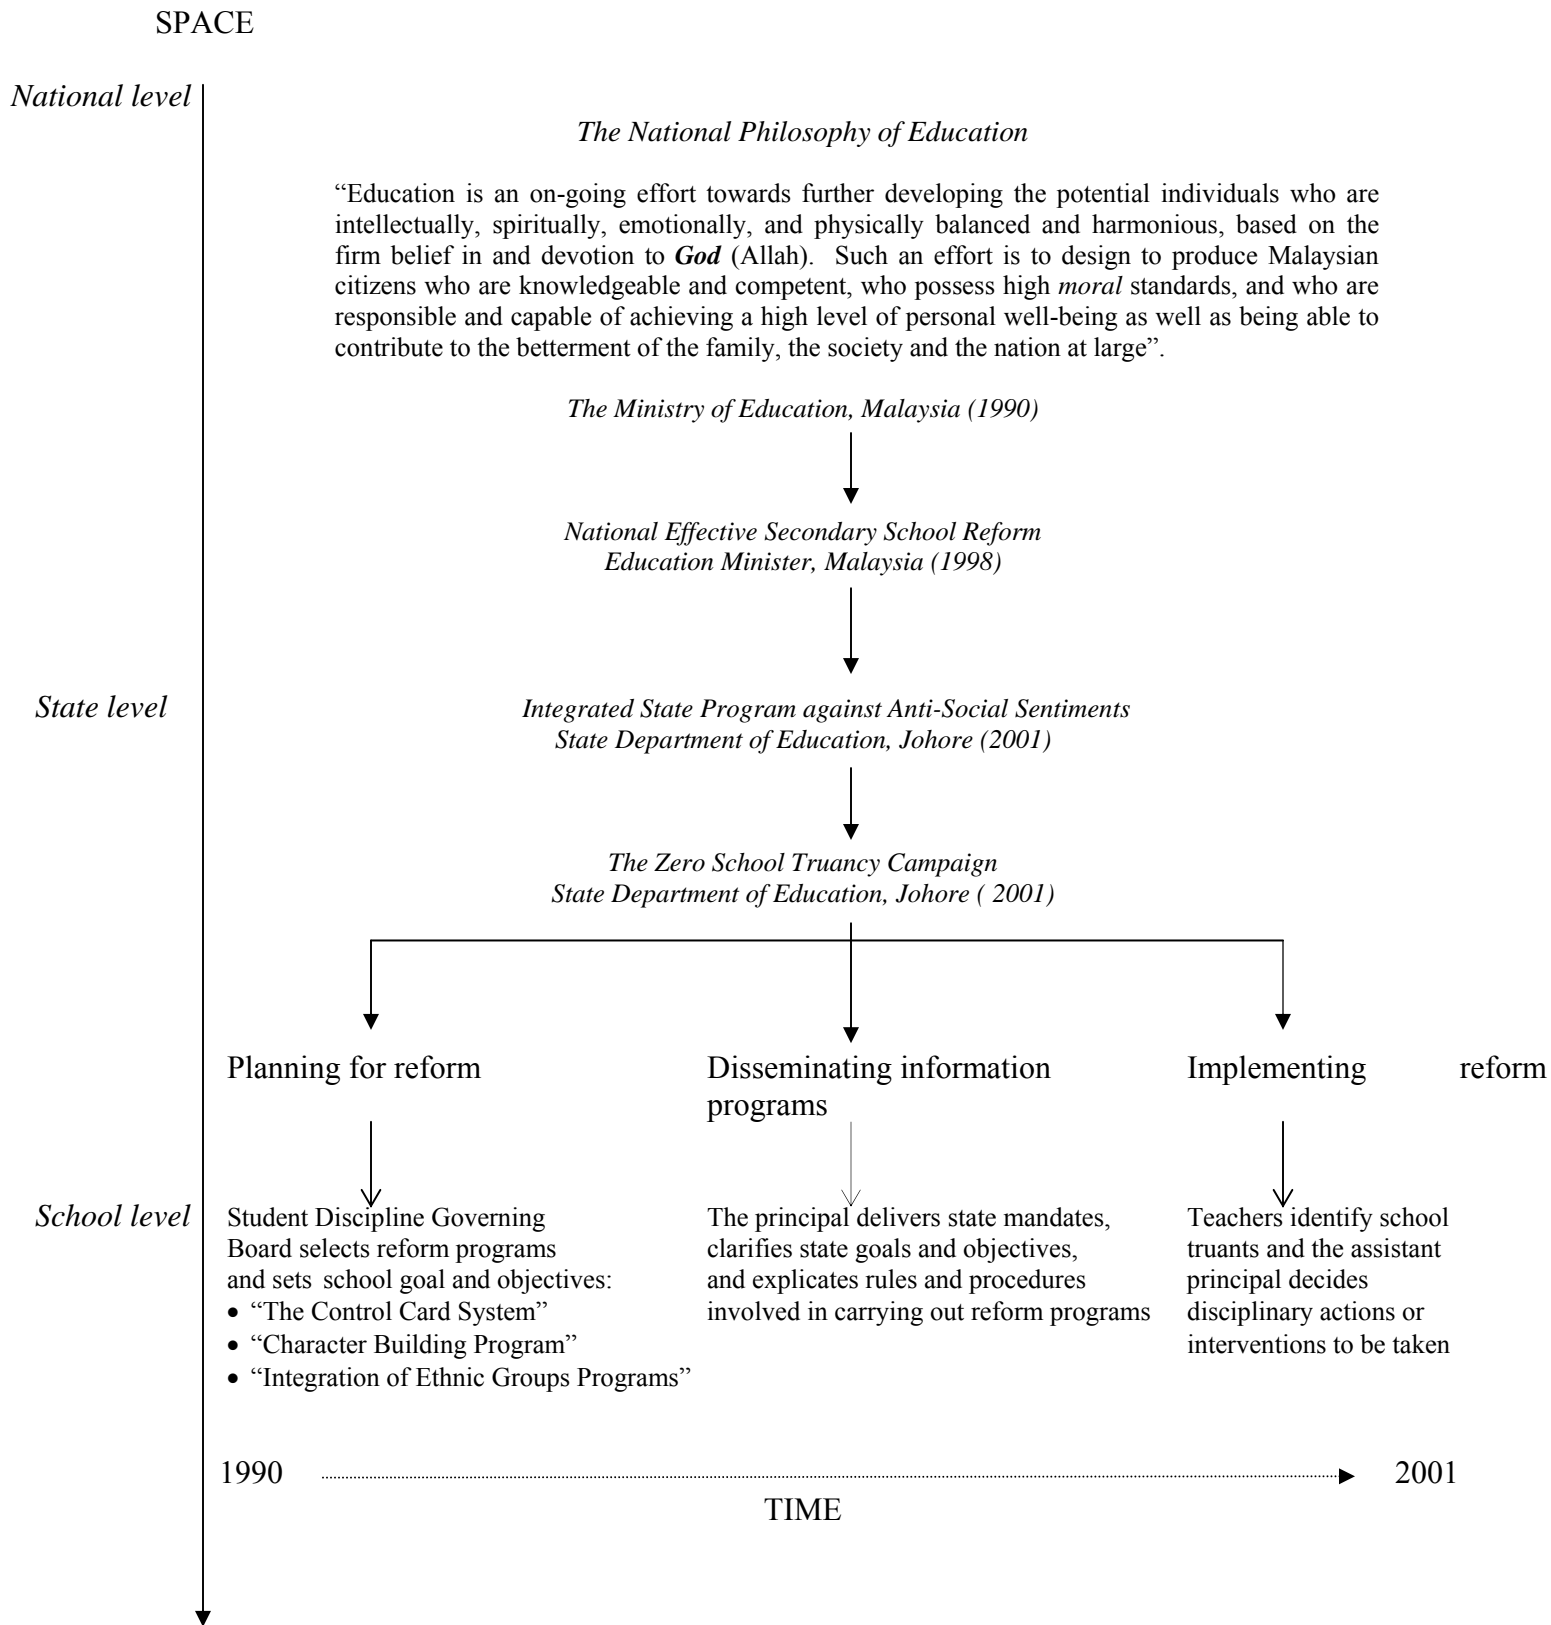 SPACE
National level
The National Philosophy of Education
“Education is an on-going effort towards further developing the potential individuals who are
intellectually, spiritually, emotionally, and physically balanced and harmonious, based on the
firm belief in and devotion to God (Allah). Such an effort is to design to produce Malaysian
citizens who are knowledgeable and competent, who possess high moral standards, and who are
responsible and capable of achieving a high level of personal well-being as well as being able to
contribute to the betterment of the family, the society and the nation at large”.
The Ministry of Education, Malaysia (1990)
National Effective Secondary School Reform
Education Minister, Malaysia (1998)
State level
Integrated State Program against Anti-Social Sentiments
State Department of Education, Johore (2001)
The Zero School Truancy Campaign
State Department of Education, Johore ( 2001)
Planning for reform
Disseminating information
programs
Implementing reform
School level
Student Discipline Governing
Board selects reform programs
and sets school goal and objectives:
• “The Control Card System”
• “Character Building Program”
• “Integration of Ethnic Groups Programs”
The principal delivers state mandates,
clarifies state goals and objectives,
and explicates rules and procedures
involved in carrying out reform programs
Teachers identify school
truants and the assistant
principal decides
disciplinary actions or
interventions to be taken
1990
2001
TIME